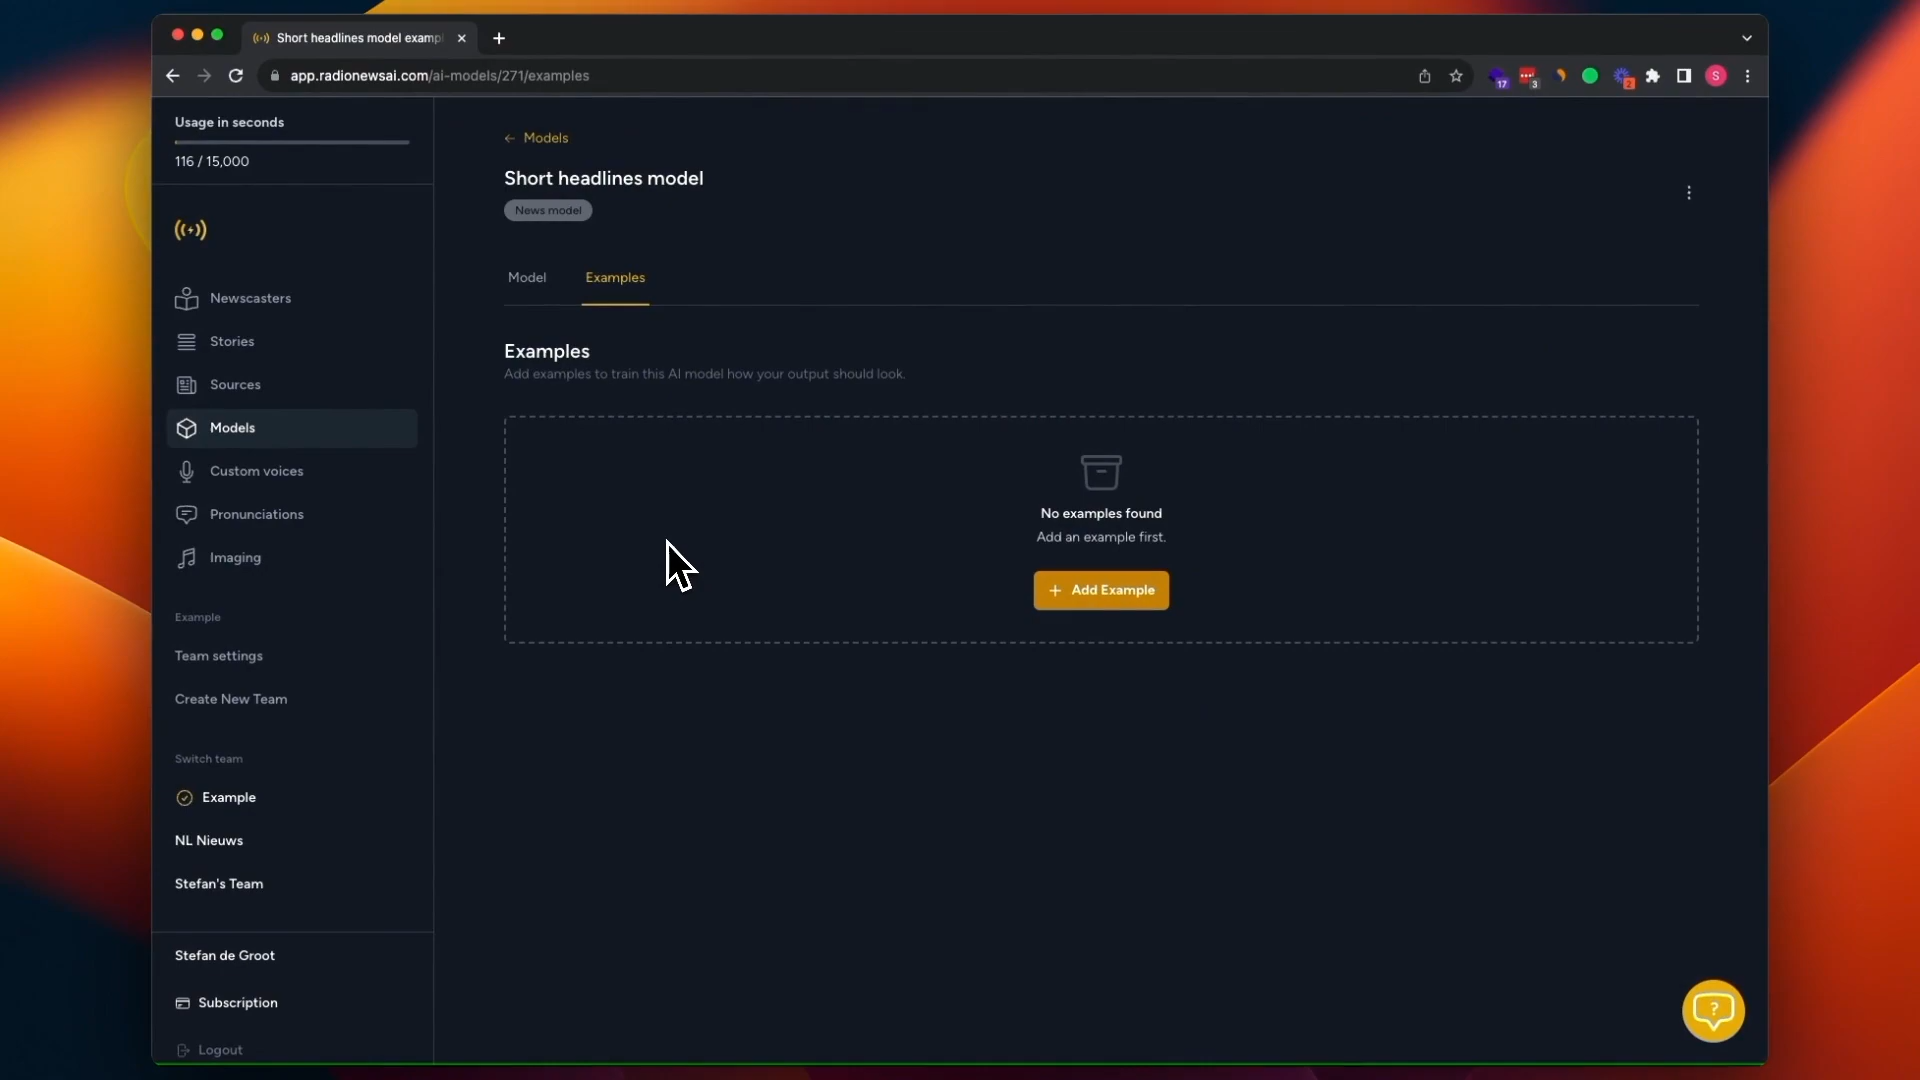 Short headlines model examp
app.radionewsai.com/ai-models/271/examples
17
3
2
S
Usage in seconds
116 / 15,000
Newscasters
Stories
Sources
Models
Custom voices
Pronunciations
Imaging
Example
Team settings
Create New Team
Switch team
Example
NL Nieuws
Stefan's Team
Stefan de Groot
Subscription
Logout
← Models
Short headlines model
News model
Model
Examples
Examples
Add examples to train this AI model how your output should look.
No examples found
Add an example first.
+ Add Example
?